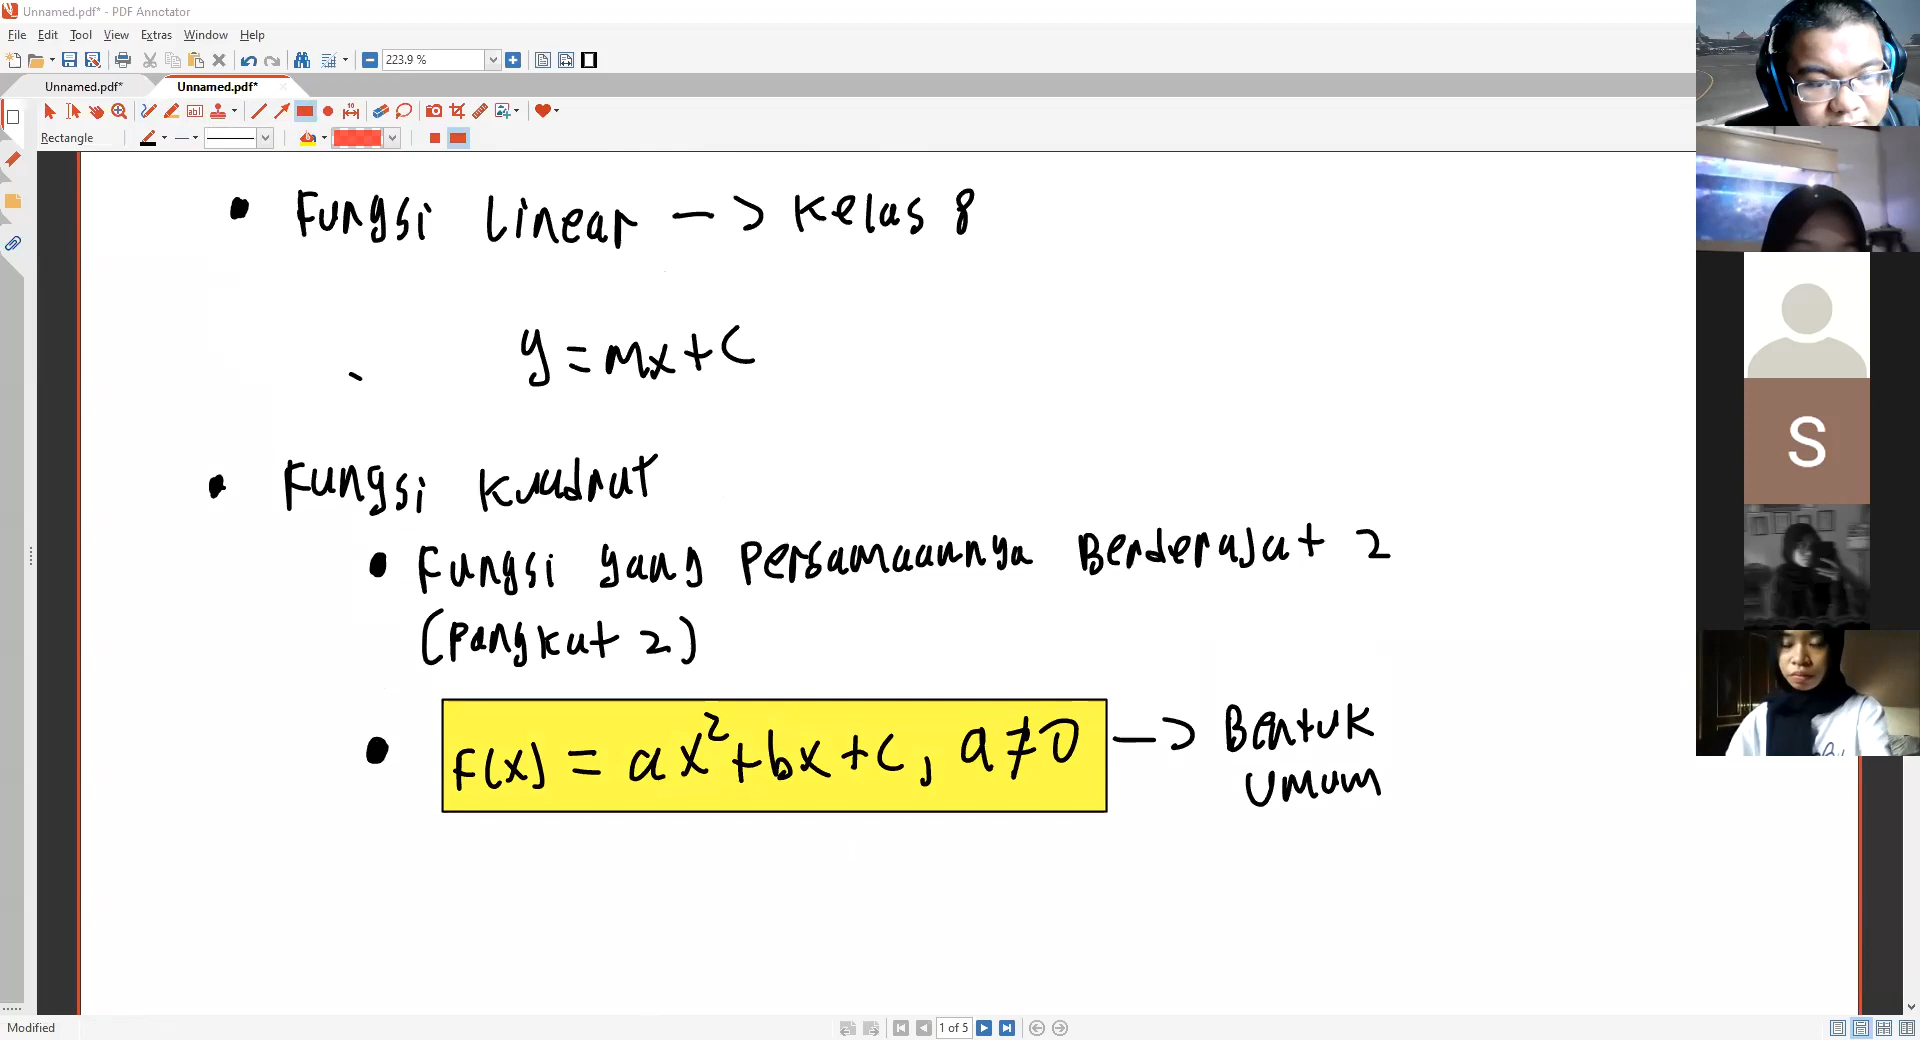 Unnamed.pdf* - PDF Annotator
File Edit Tool View Extras Window Help
223.9 %
Unnamed.pdf* Unnamed.pdf*
Rectangle
• Fungsi Linear —> Kelas 8
y = mx + c
• Fungsi Kuadrat
• Fungsi yang Persamaannya Berderajat 2
(Pangkat 2)
• F(x) = ax² + bx + c, a ≠ 0 —> Bentuk
Umum
S
Modified
1 of 5